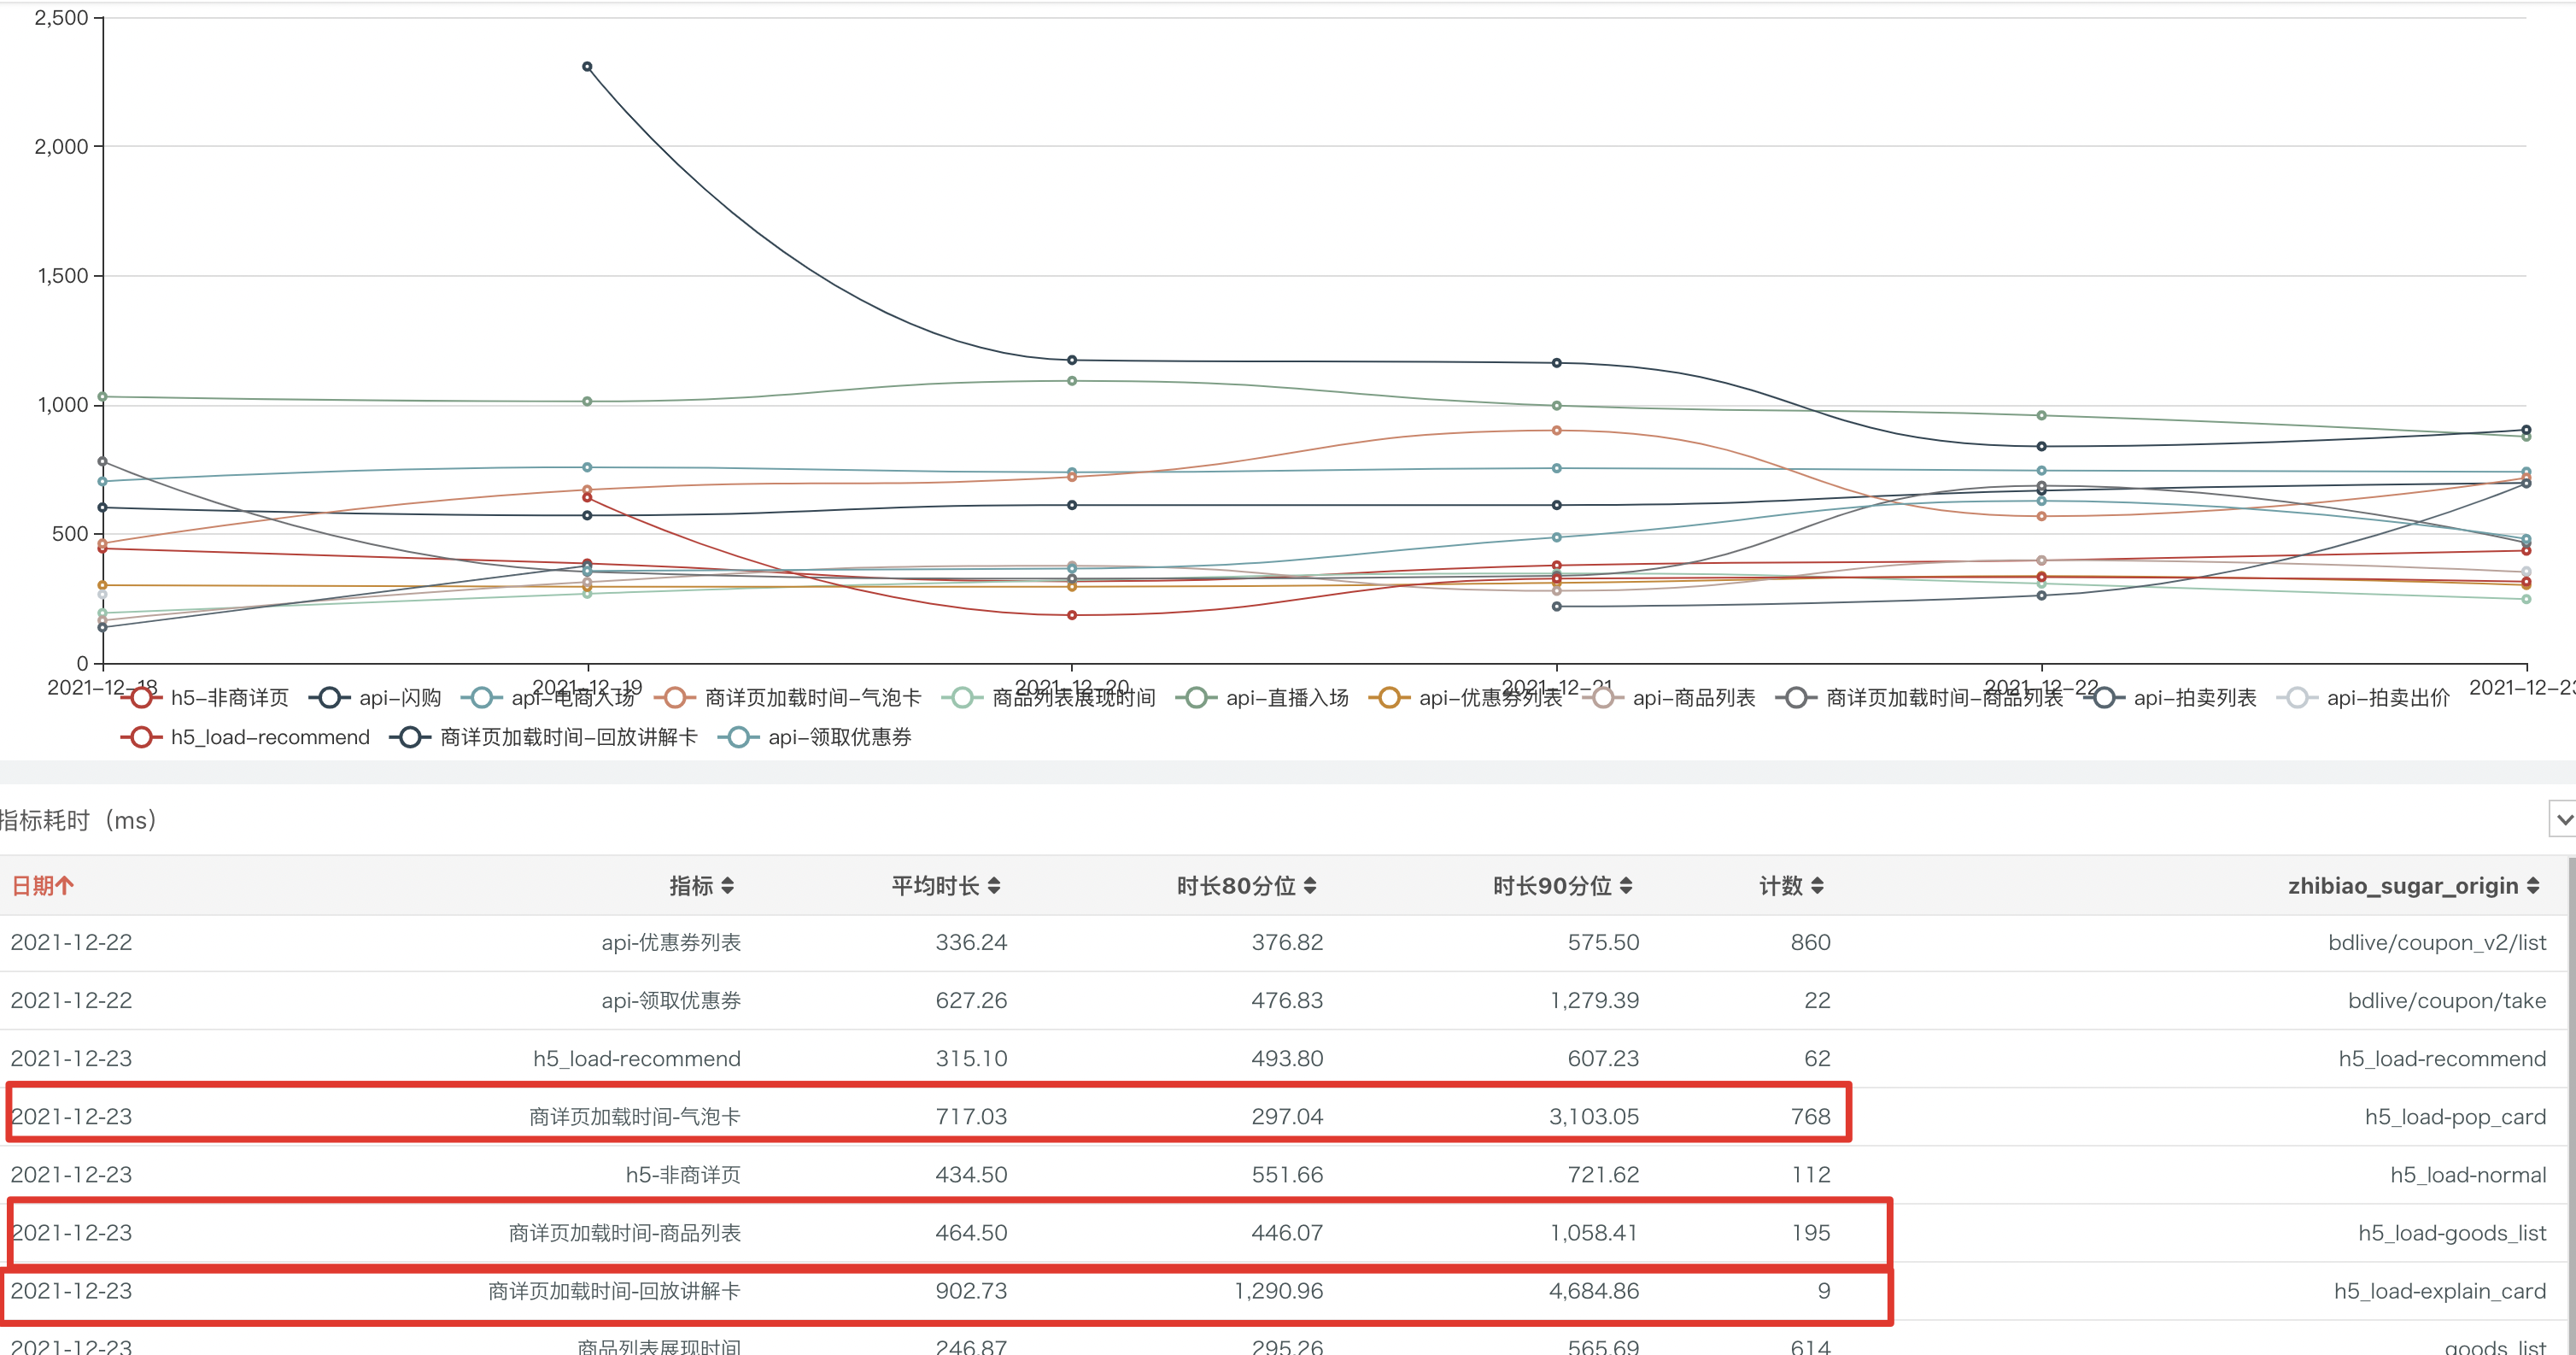 2,500
2,000
1,500
1,000
500
0
2021-12-18 2021-12-19 2021-12-20 2021-12-21 2021-12-22 2021-12-23
h5-非商详页 api-闪购 api-电商入场 商详页加载时间-气泡卡 商品列表展现时间 api-直播入场 api-优惠券列表 api-商品列表 商详页加载时间-商品列表 api-拍卖列表 api-拍卖出价
h5_load-recommend 商详页加载时间-回放讲解卡 api-领取优惠券
指标耗时（ms）
日期 指标 平均时长 时长80分位 时长90分位 计数 zhibiao_sugar_origin
2021-12-22 api-优惠券列表 336.24 376.82 575.50 860 bdlive/coupon_v2/list
2021-12-22 api-领取优惠券 627.26 476.83 1,279.39 22 bdlive/coupon/take
2021-12-23 h5_load-recommend 315.10 493.80 607.23 62 h5_load-recommend
2021-12-23 商详页加载时间-气泡卡 717.03 297.04 3,103.05 768 h5_load-pop_card
2021-12-23 h5-非商详页 434.50 551.66 721.62 112 h5_load-normal
2021-12-23 商详页加载时间-商品列表 464.50 446.07 1,058.41 195 h5_load-goods_list
2021-12-23 商详页加载时间-回放讲解卡 902.73 1,290.96 4,684.86 9 h5_load-explain_card
2021-12-23 商品列表展现时间 246.87 295.26 565.69 614 goods_list